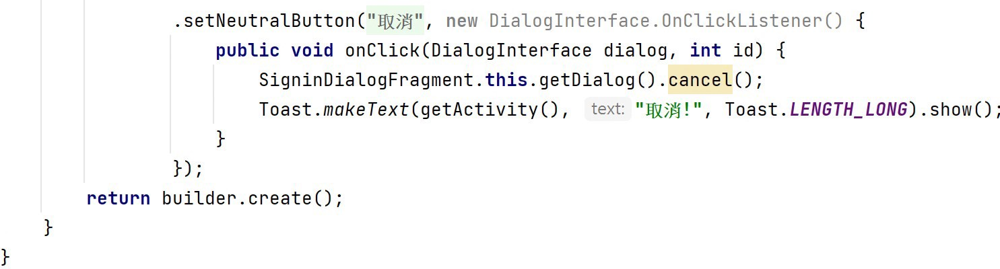 .setNeutralButton("取消", new DialogInterface.OnClickListener() {
public void onClick(DialogInterface dialog, int id) {
SigninDialogFragment.this.getDialog().cancel();
Toast.makeText(getActivity(), text: "取消!", Toast.LENGTH_LONG).show();
}
});
return builder.create();
}
}